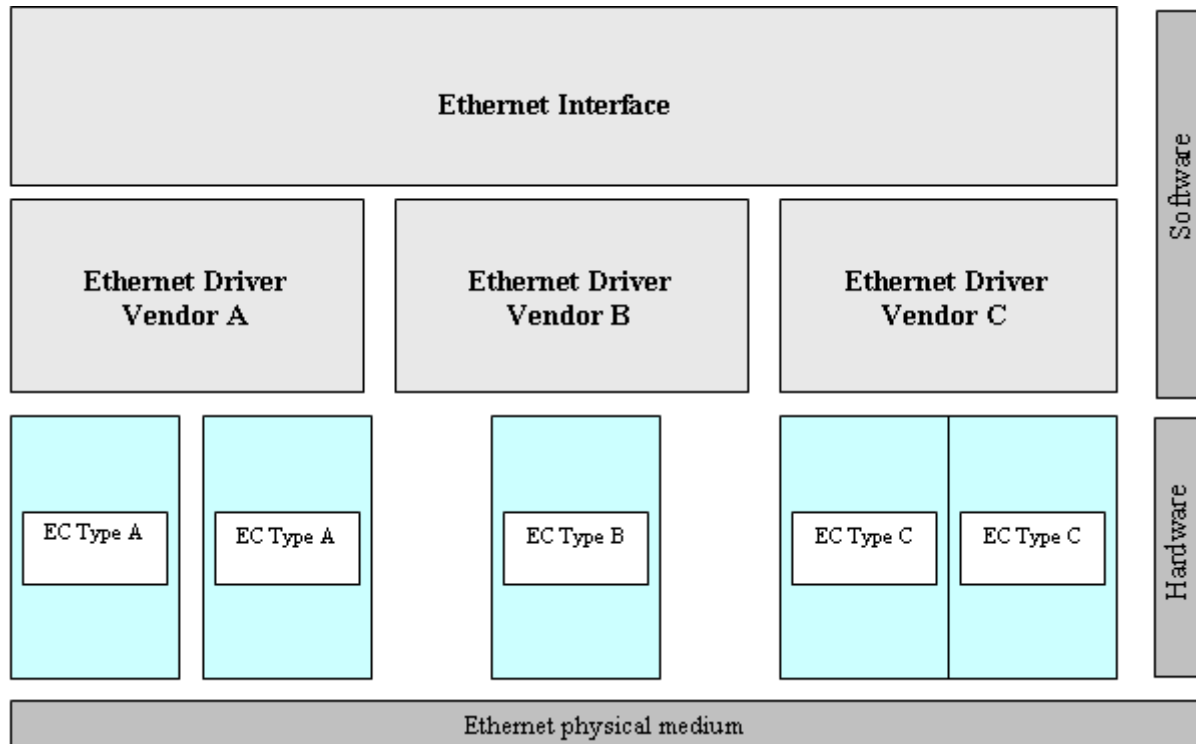 Ethernet Interface
Software
Ethernet Driver
Vendor A
Ethernet Driver
Vendor B
Ethernet Driver
Vendor C
EC Type A
EC Type A
EC Type B
EC Type C
EC Type C
Hardware
Ethernet physical medium